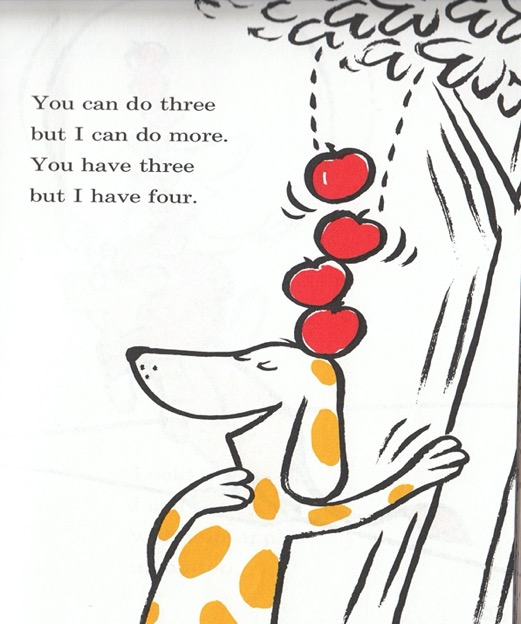 You can do three
but I can do more.
You have three
but I have four.